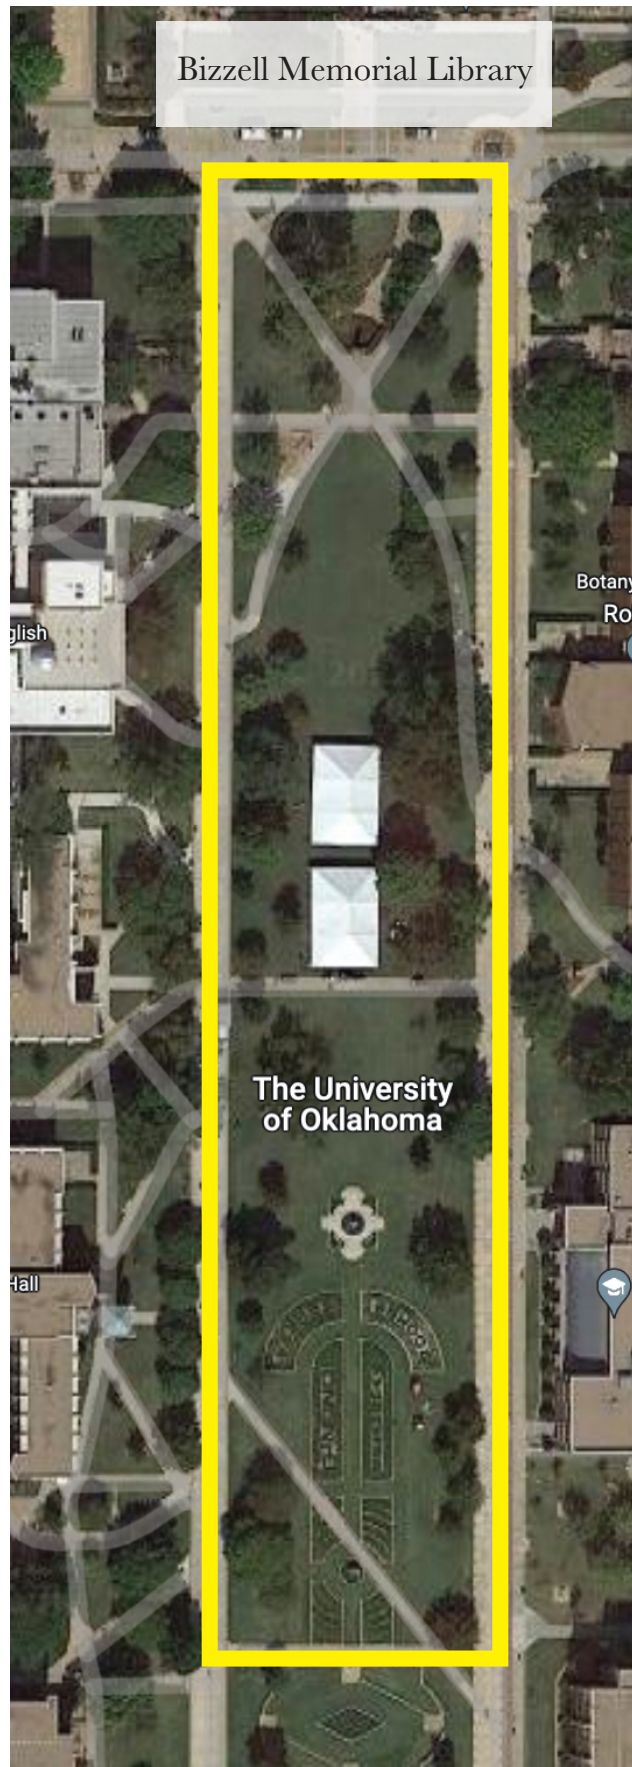 Bizzell Memorial Library
Botany
Ro
glish
The University
of Oklahoma
Hall